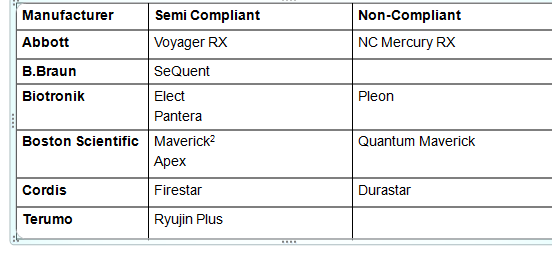 Manufacturer Semi Compliant Non-Compliant
Abbott Voyager RX NC Mercury RX
B.Braun SeQuent
Biotronik Elect Pleon
Pantera
Boston Scientific Maverick² Quantum Maverick
Apex
Cordis Firestar Durastar
Terumo Ryujin Plus